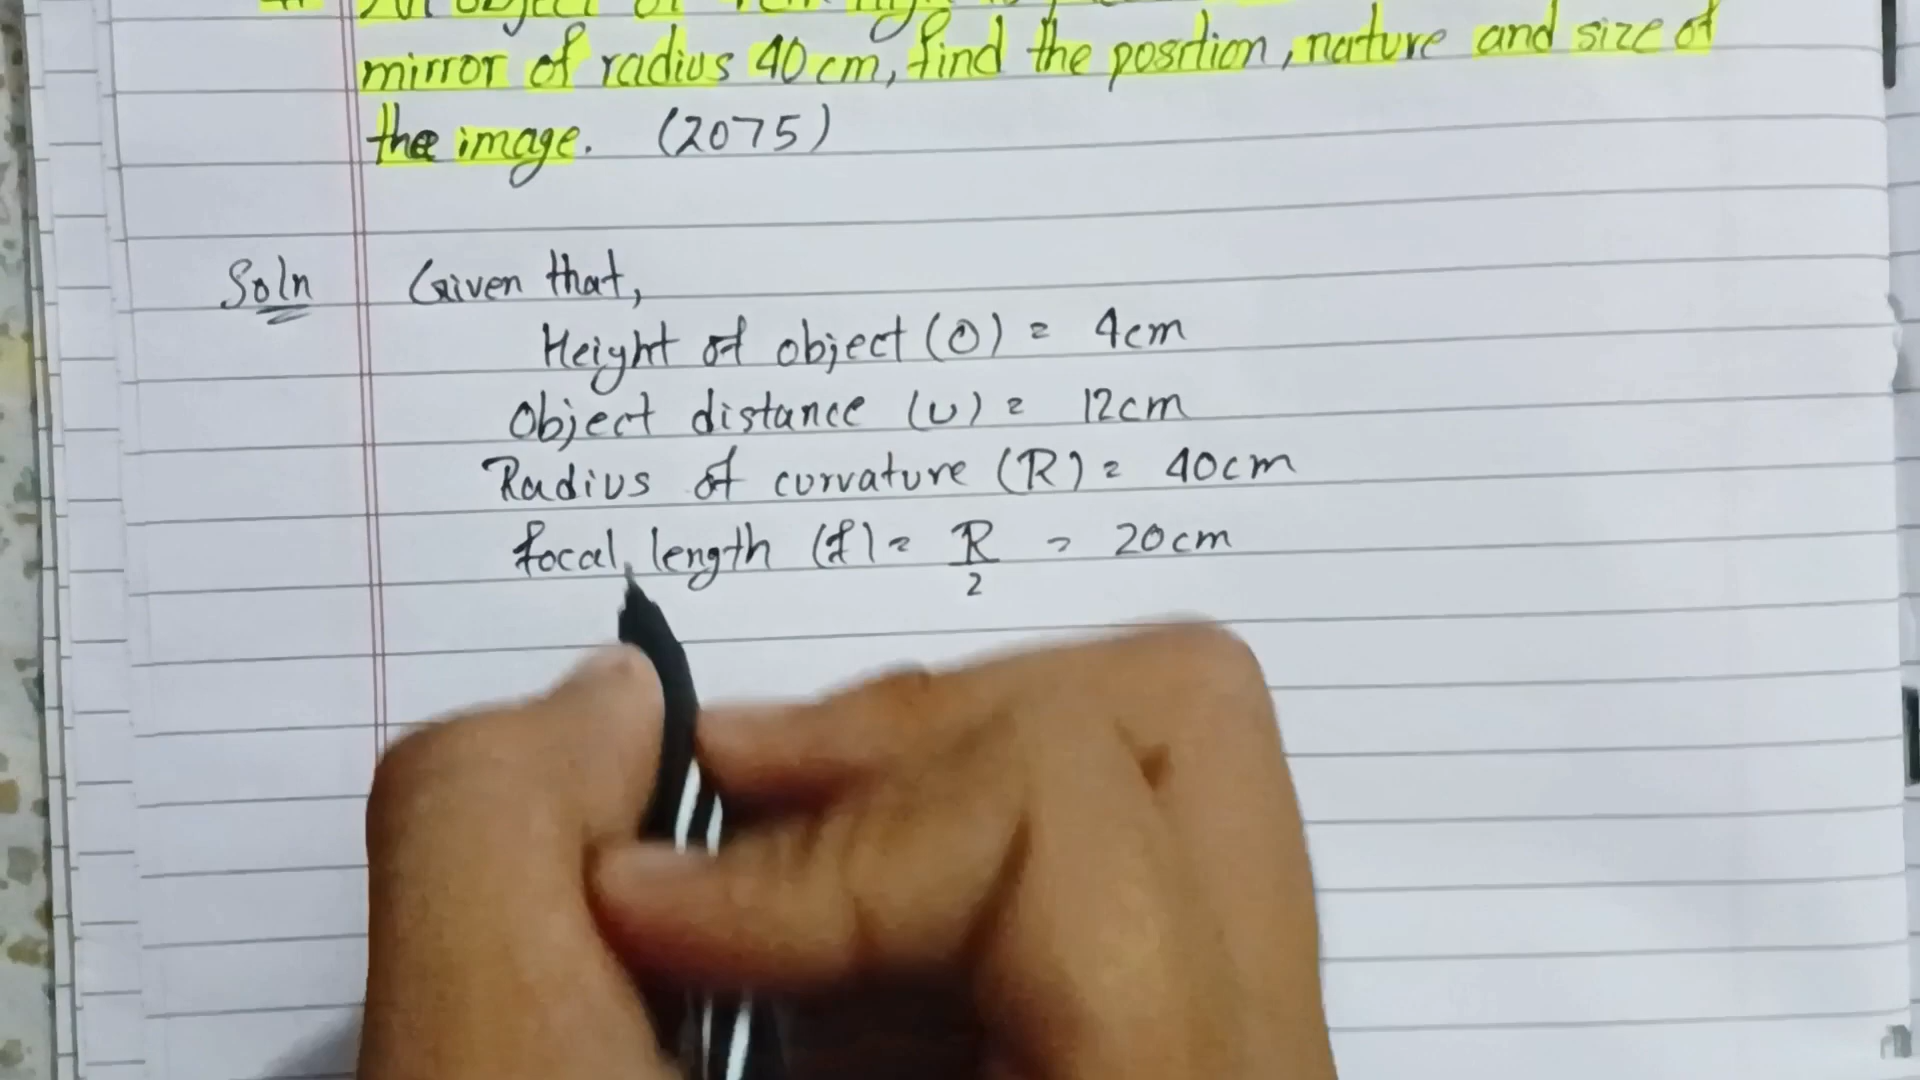 mirror of radius 40 cm, find the position, nature and size of
the image. (2075)
Soln Given that,
Height of object (O) = 4cm
Object distance (u) = 12cm
Radius of curvature (R) = 40cm
focal length (f) = R/2 = 20cm